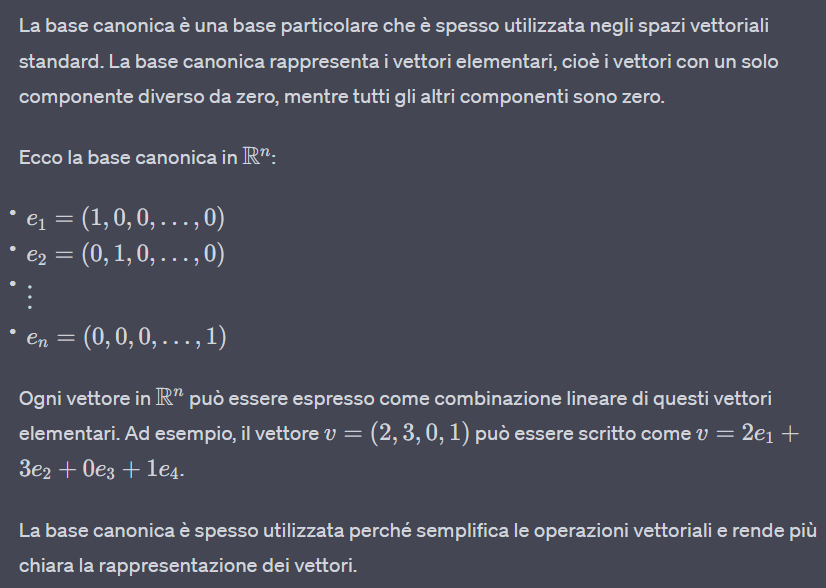 La base canonica è una base particolare che è spesso utilizzata negli spazi vettoriali
standard. La base canonica rappresenta i vettori elementari, cioè i vettori con un solo
componente diverso da zero, mentre tutti gli altri componenti sono zero.
Ecco la base canonica in ℝⁿ:
• e₁ = (1, 0, 0, . . . , 0)
• e₂ = (0, 1, 0, . . . , 0)
• ⋮
• eₙ = (0, 0, 0, . . . , 1)
Ogni vettore in ℝⁿ può essere espresso come combinazione lineare di questi vettori
elementari. Ad esempio, il vettore v = (2, 3, 0, 1) può essere scritto come v = 2e₁ +
3e₂ + 0e₃ + 1e₄.
La base canonica è spesso utilizzata perché semplifica le operazioni vettoriali e rende più
chiara la rappresentazione dei vettori.